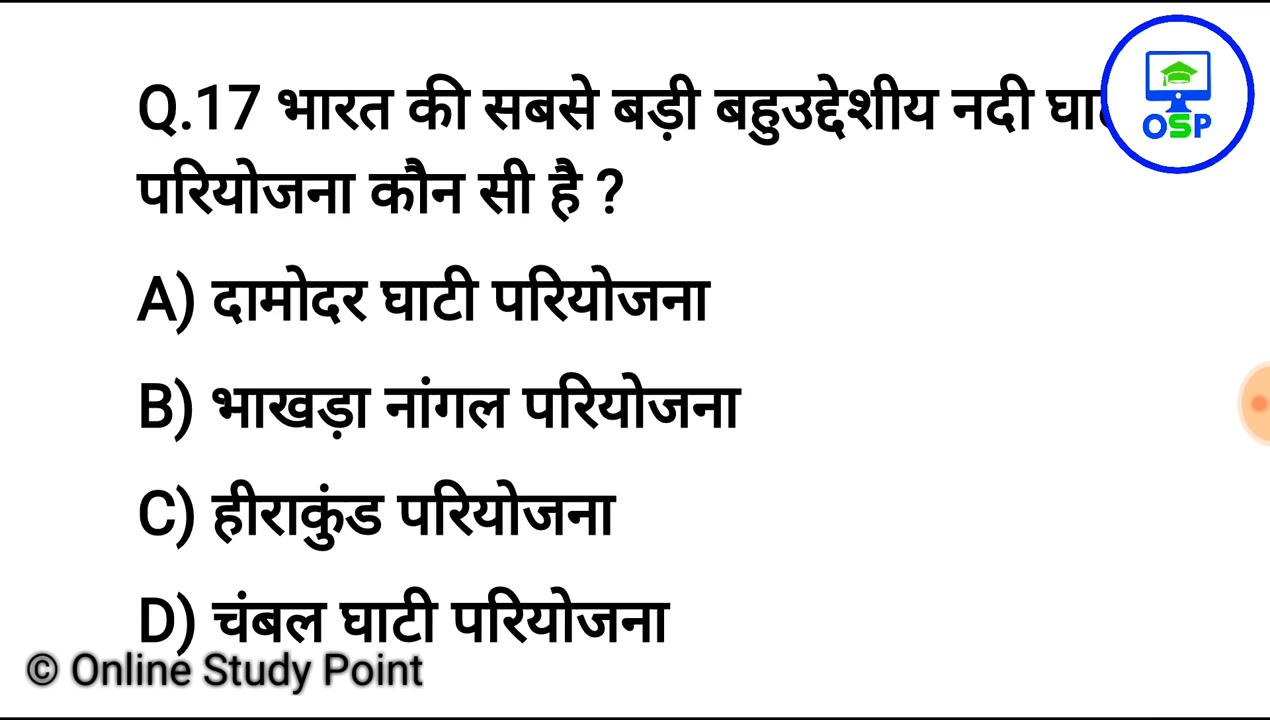 Q.17 भारत की सबसे बड़ी बहुउद्देशीय नदी
परियोजना कौन सी है ?
A) दामोदर घाटी परियोजना
B) भाखड़ा नांगल परियोजना
C) हीराकुंड परियोजना
D) चंबल घाटी परियोजना
© Online Study Point
OSP